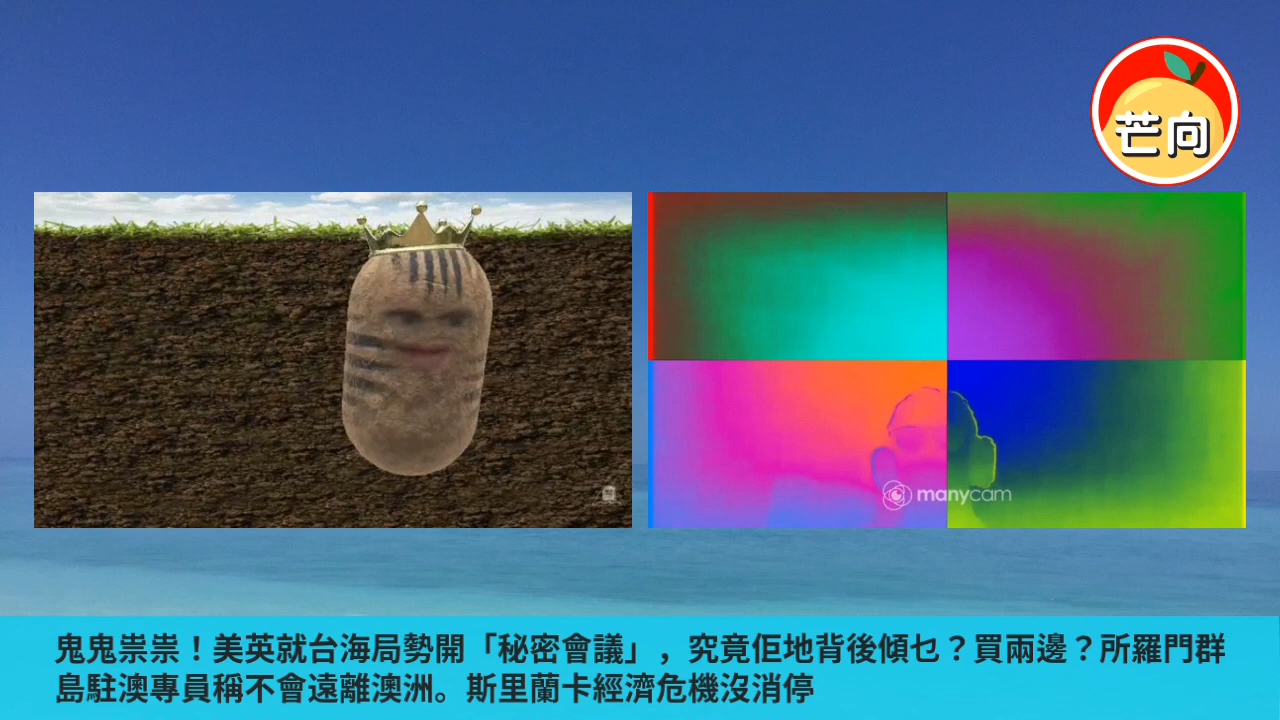 芒向
manycam
鬼鬼祟祟！美英就台海局勢開「秘密會議」，究竟佢地背後傾乜？買兩邊？所羅門群
島駐澳專員稱不會遠離澳洲。斯里蘭卡經濟危機沒消停